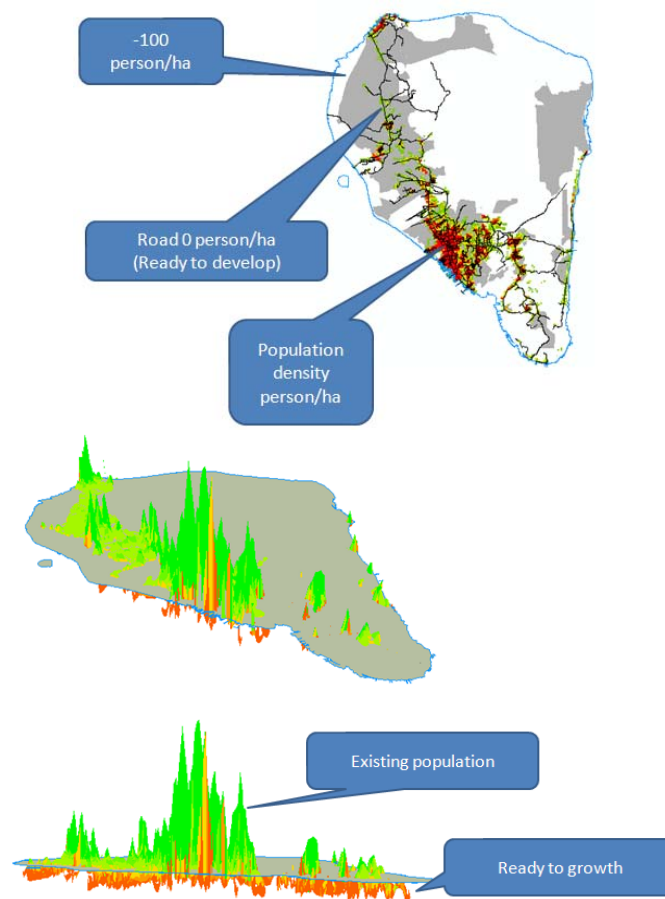 -100
person/ha
Road 0 person/ha
(Ready to develop)
Population
density
person/ha
Existing population
Ready to growth